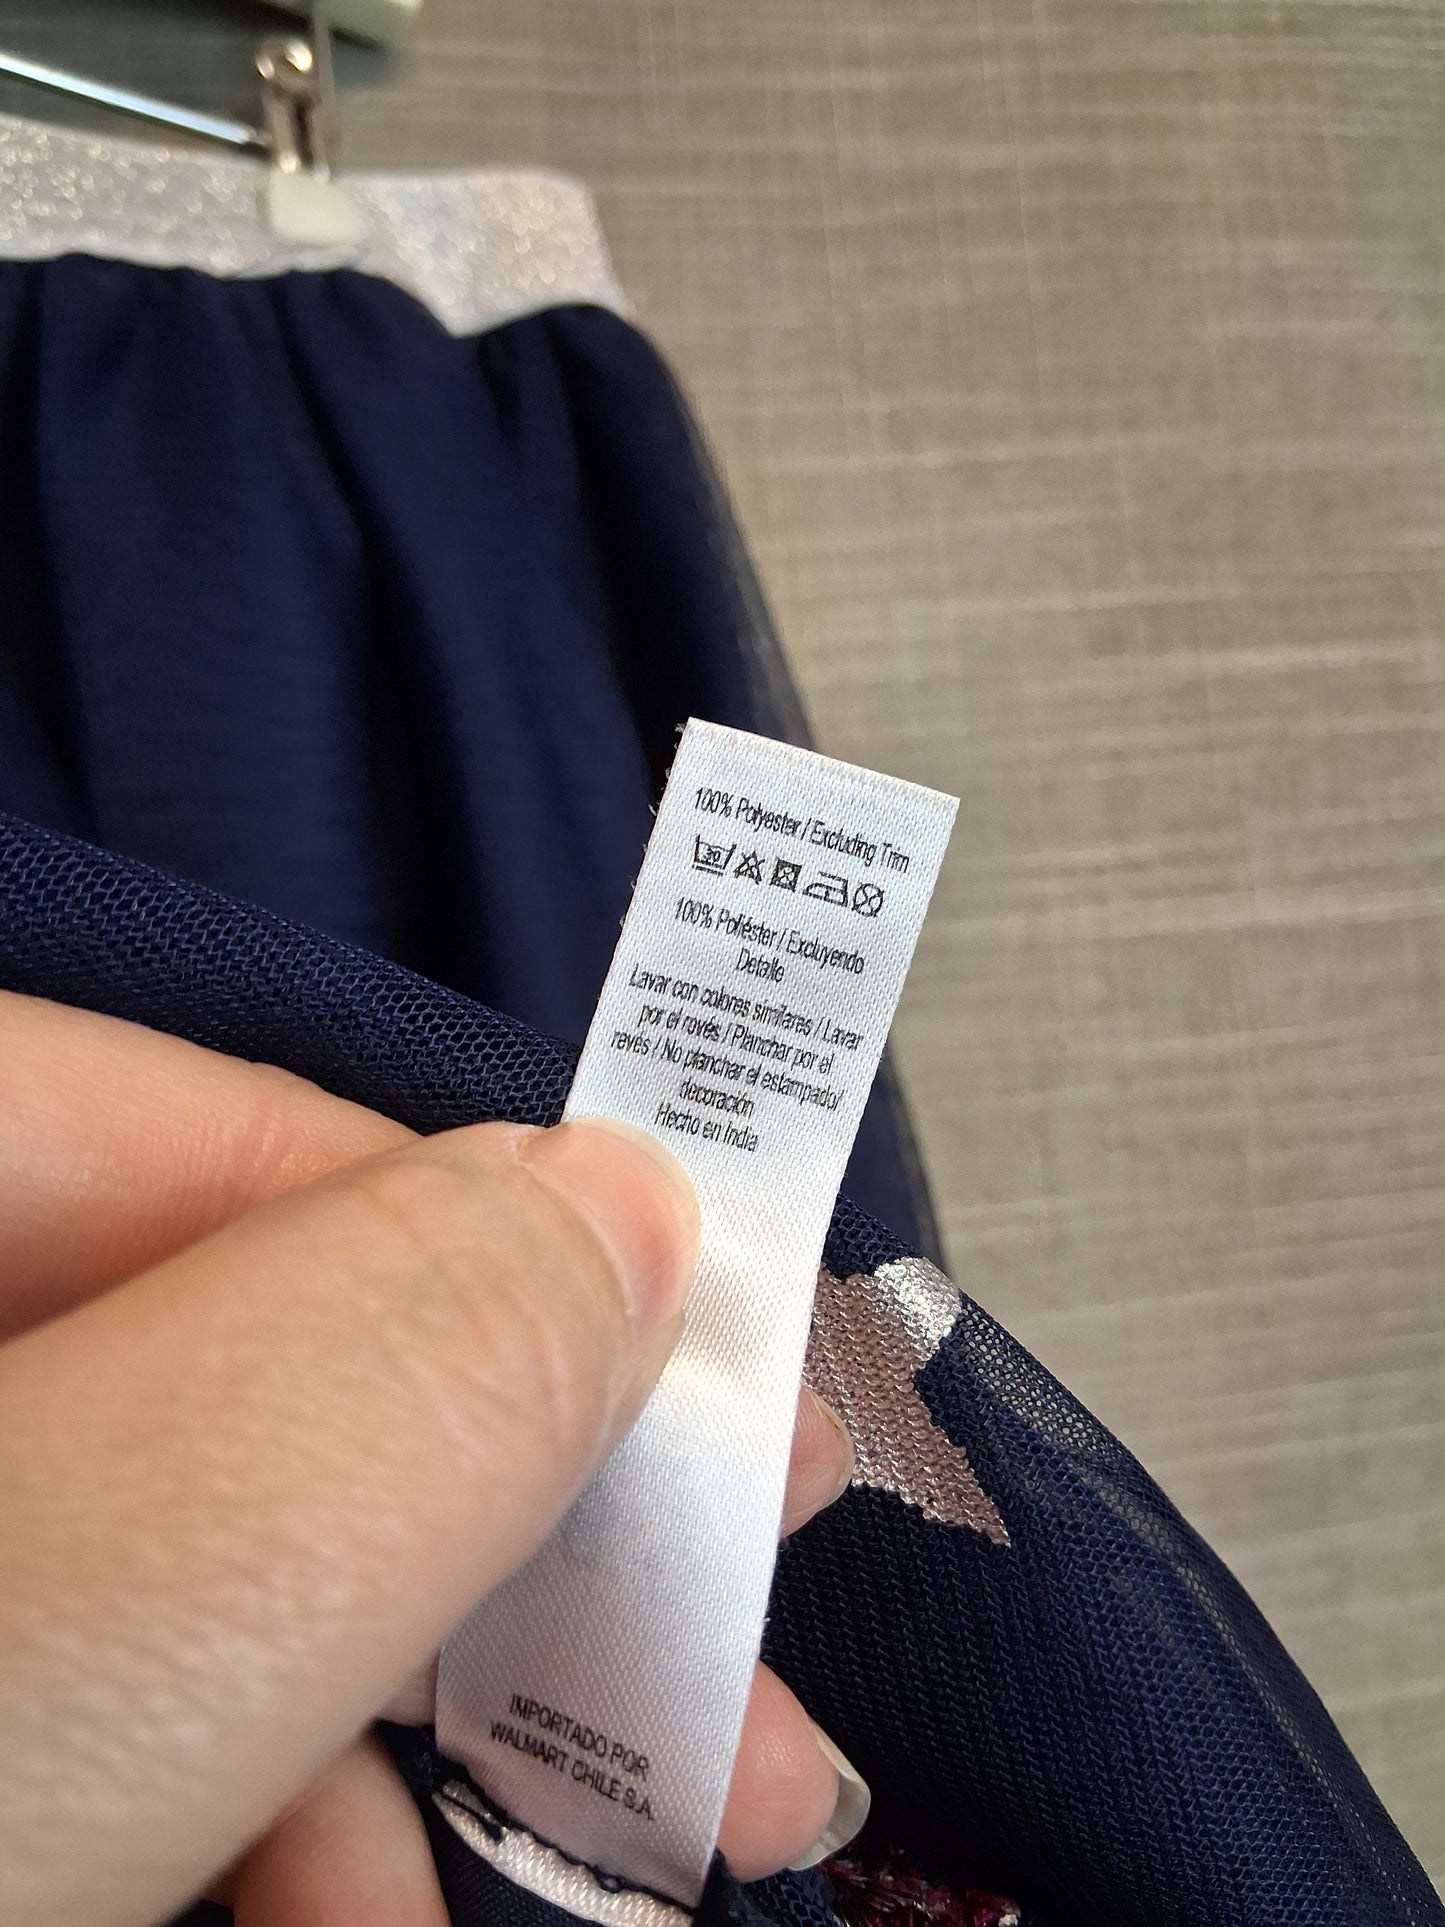 100% Polyester / Excluding Trim
30
100% Poliéster / Excluyendo
Detalle
Lavar con colores similares / Lavar
por el revés / Planchar por el
revés / No planchar el estampado/
decoración
Hecho en India
IMPORTADO POR
WALMART CHILE S.A.